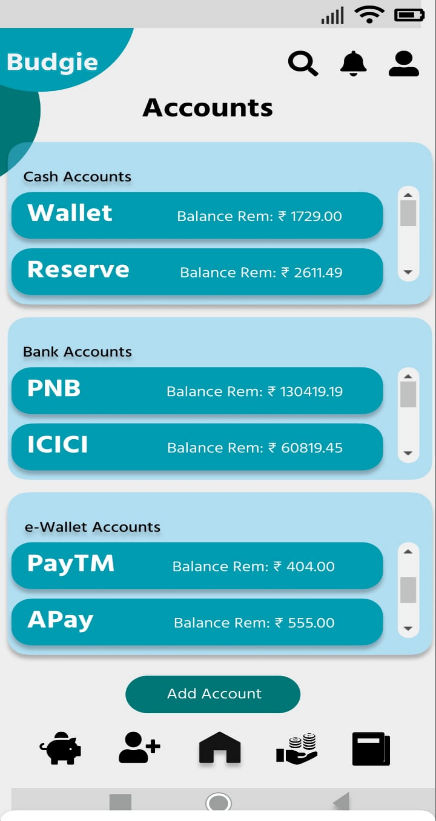 Budgie
Accounts
Cash Accounts
Wallet Balance Rem: ₹ 1729.00
Reserve Balance Rem: ₹ 2611.49
Bank Accounts
PNB Balance Rem: ₹ 130419.19
ICICI Balance Rem: ₹ 60819.45
e-Wallet Accounts
PayTM Balance Rem: ₹ 404.00
APay Balance Rem: ₹ 555.00
Add Account